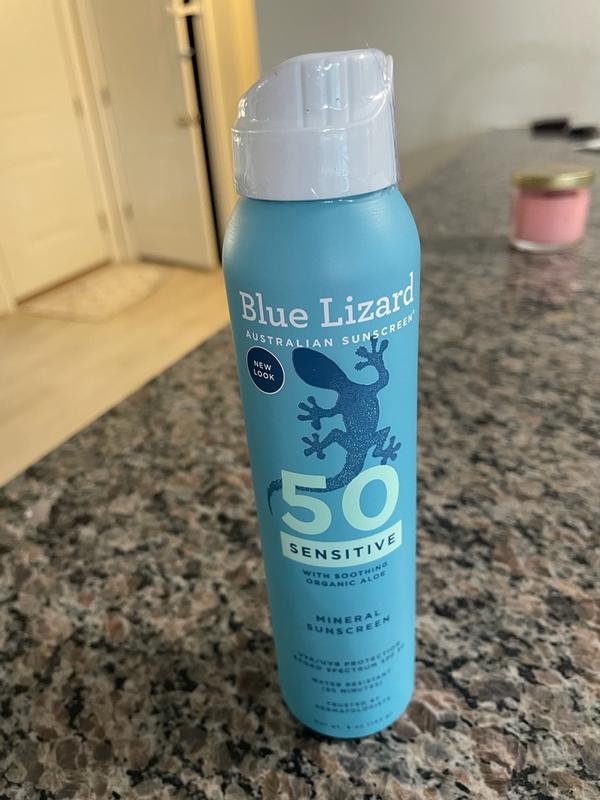 Blue Lizard
AUSTRALIAN SUNSCREEN
NEW
LOOK
50
SENSITIVE
WITH SOOTHING
ORGANIC ALOE
MINERAL
SUNSCREEN
UVA/UVB PROTECTION
BROAD SPECTRUM SPF 50
WATER RESISTANT
(80 MINUTES)
TRUSTED BY
DERMATOLOGISTS